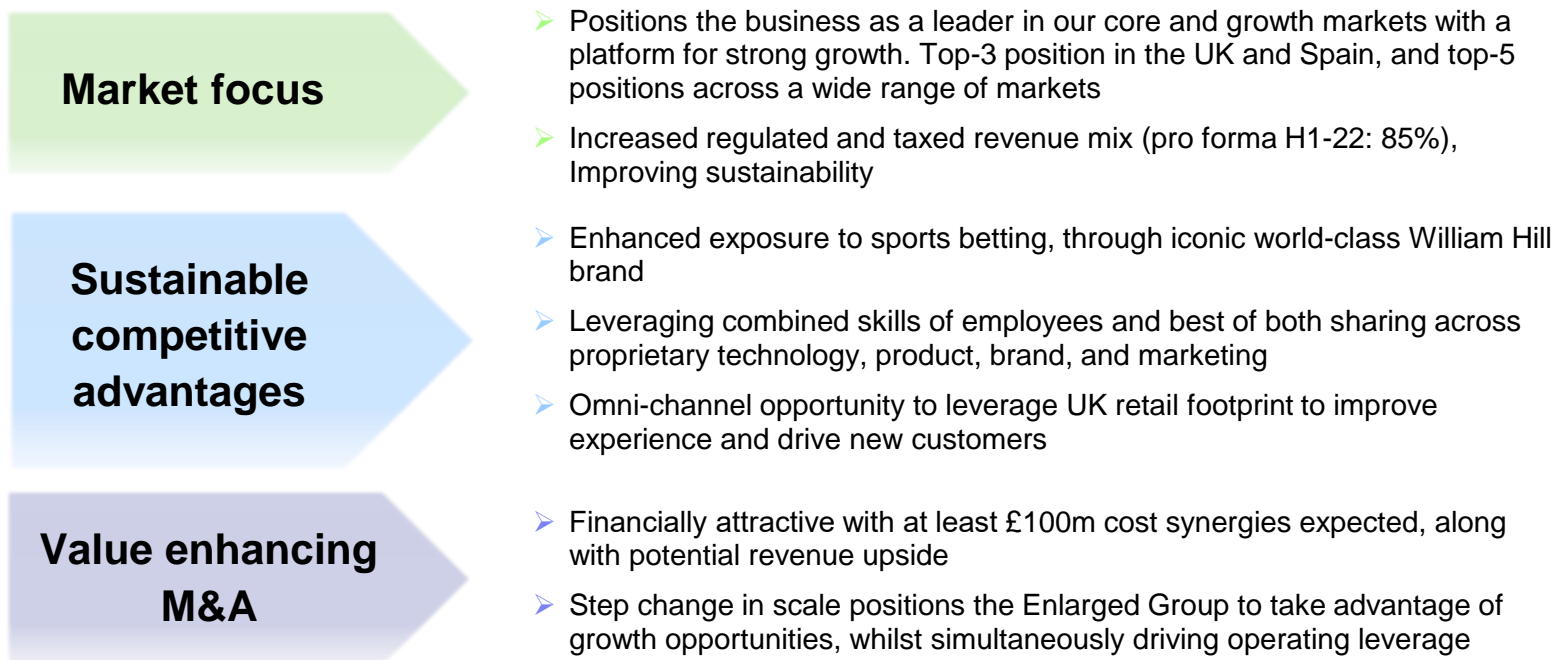 Market focus
Positions the business as a leader in our core and growth markets with a
platform for strong growth. Top-3 position in the UK and Spain, and top-5
positions across a wide range of markets
Increased regulated and taxed revenue mix (pro forma H1-22: 85%),
Improving sustainability
Sustainable
competitive
advantages
Enhanced exposure to sports betting, through iconic world-class William Hill
brand
Leveraging combined skills of employees and best of both sharing across
proprietary technology, product, brand, and marketing
Omni-channel opportunity to leverage UK retail footprint to improve
experience and drive new customers
Value enhancing
M&A
Financially attractive with at least £100m cost synergies expected, along
with potential revenue upside
Step change in scale positions the Enlarged Group to take advantage of
growth opportunities, whilst simultaneously driving operating leverage